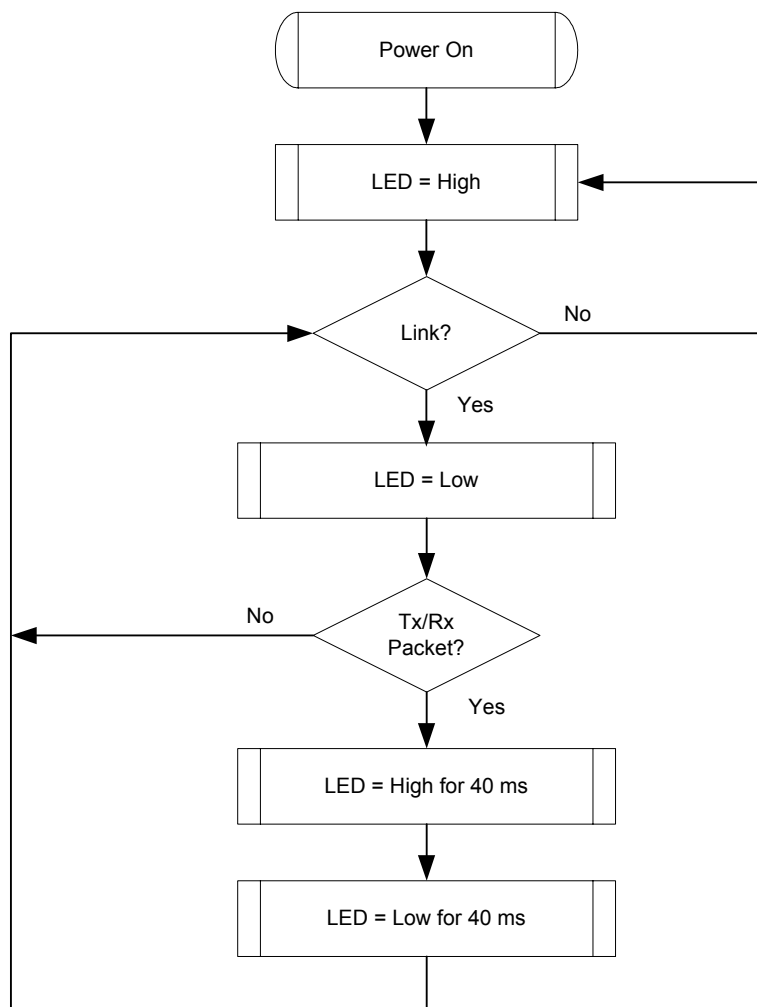 Power On
LED = High
Link?
No
Yes
LED = Low
No
Tx/Rx
Packet?
Yes
LED = High for 40 ms
LED = Low for 40 ms